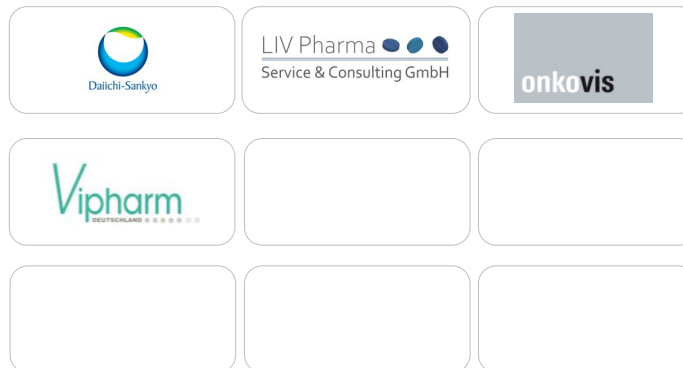 Daiichi-Sankyo
LIV Pharma
Service & Consulting GmbH
onkovis
Vipharm
DEUTSCHLAND